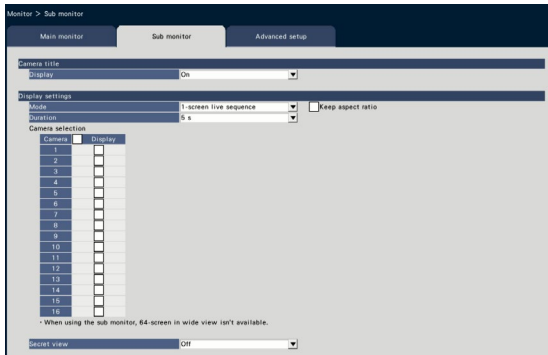 Monitor > Sub monitor
Main monitor Sub monitor Advanced setup
Camera title
Display On
Display settings
Mode 1-screen live sequence Keep aspect ratio
Duration 5 s
Camera selection
Camera Display
1
2
3
4
5
6
7
8
9
10
11
12
13
14
15
16
· When using the sub monitor, 64-screen in wide view isn't available.
Secret view Off